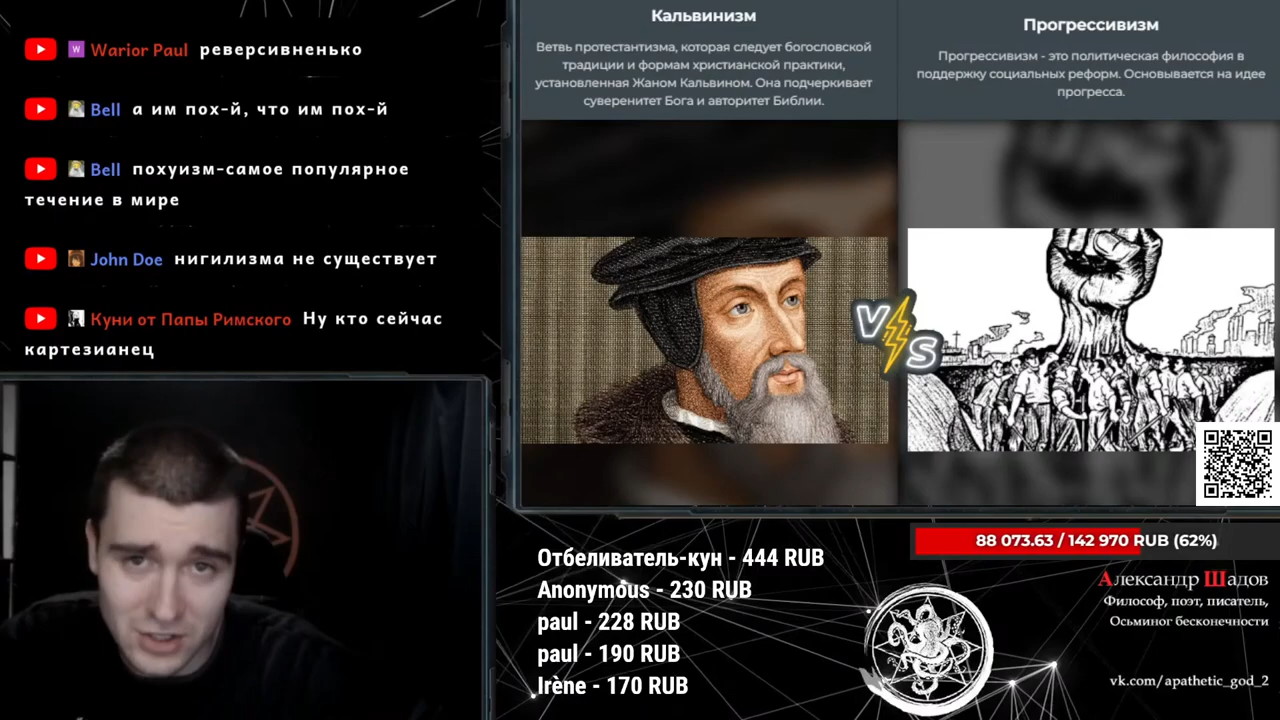 Warior Paul реверсивненько
Bell а им пох-й, что им пох-й
Bell похуизм-самое популярное
течение в мире
John Doe нигилизма не существует
Куни от Папы Римского Ну кто сейчас
картезианец
Кальвинизм
Ветвь протестантизма, которая следует богословской
традиции и формам христианской практики,
установленная Жаном Кальвином. Она подчеркивает
суверенитет Бога и авторитет Библии.
Прогрессивизм
Прогрессивизм - это политическая философия в
поддержку социальных реформ. Основывается на идее
прогресса.
VS
88 073.63 / 142 970 RUB (62%)
Отбеливатель-кун - 444 RUB
Anonymous - 230 RUB
paul - 228 RUB
paul - 190 RUB
Irène - 170 RUB
Александр Шадов
Философ, поэт, писатель,
Осьминог бесконечности
vk.com/apathetic_god_2